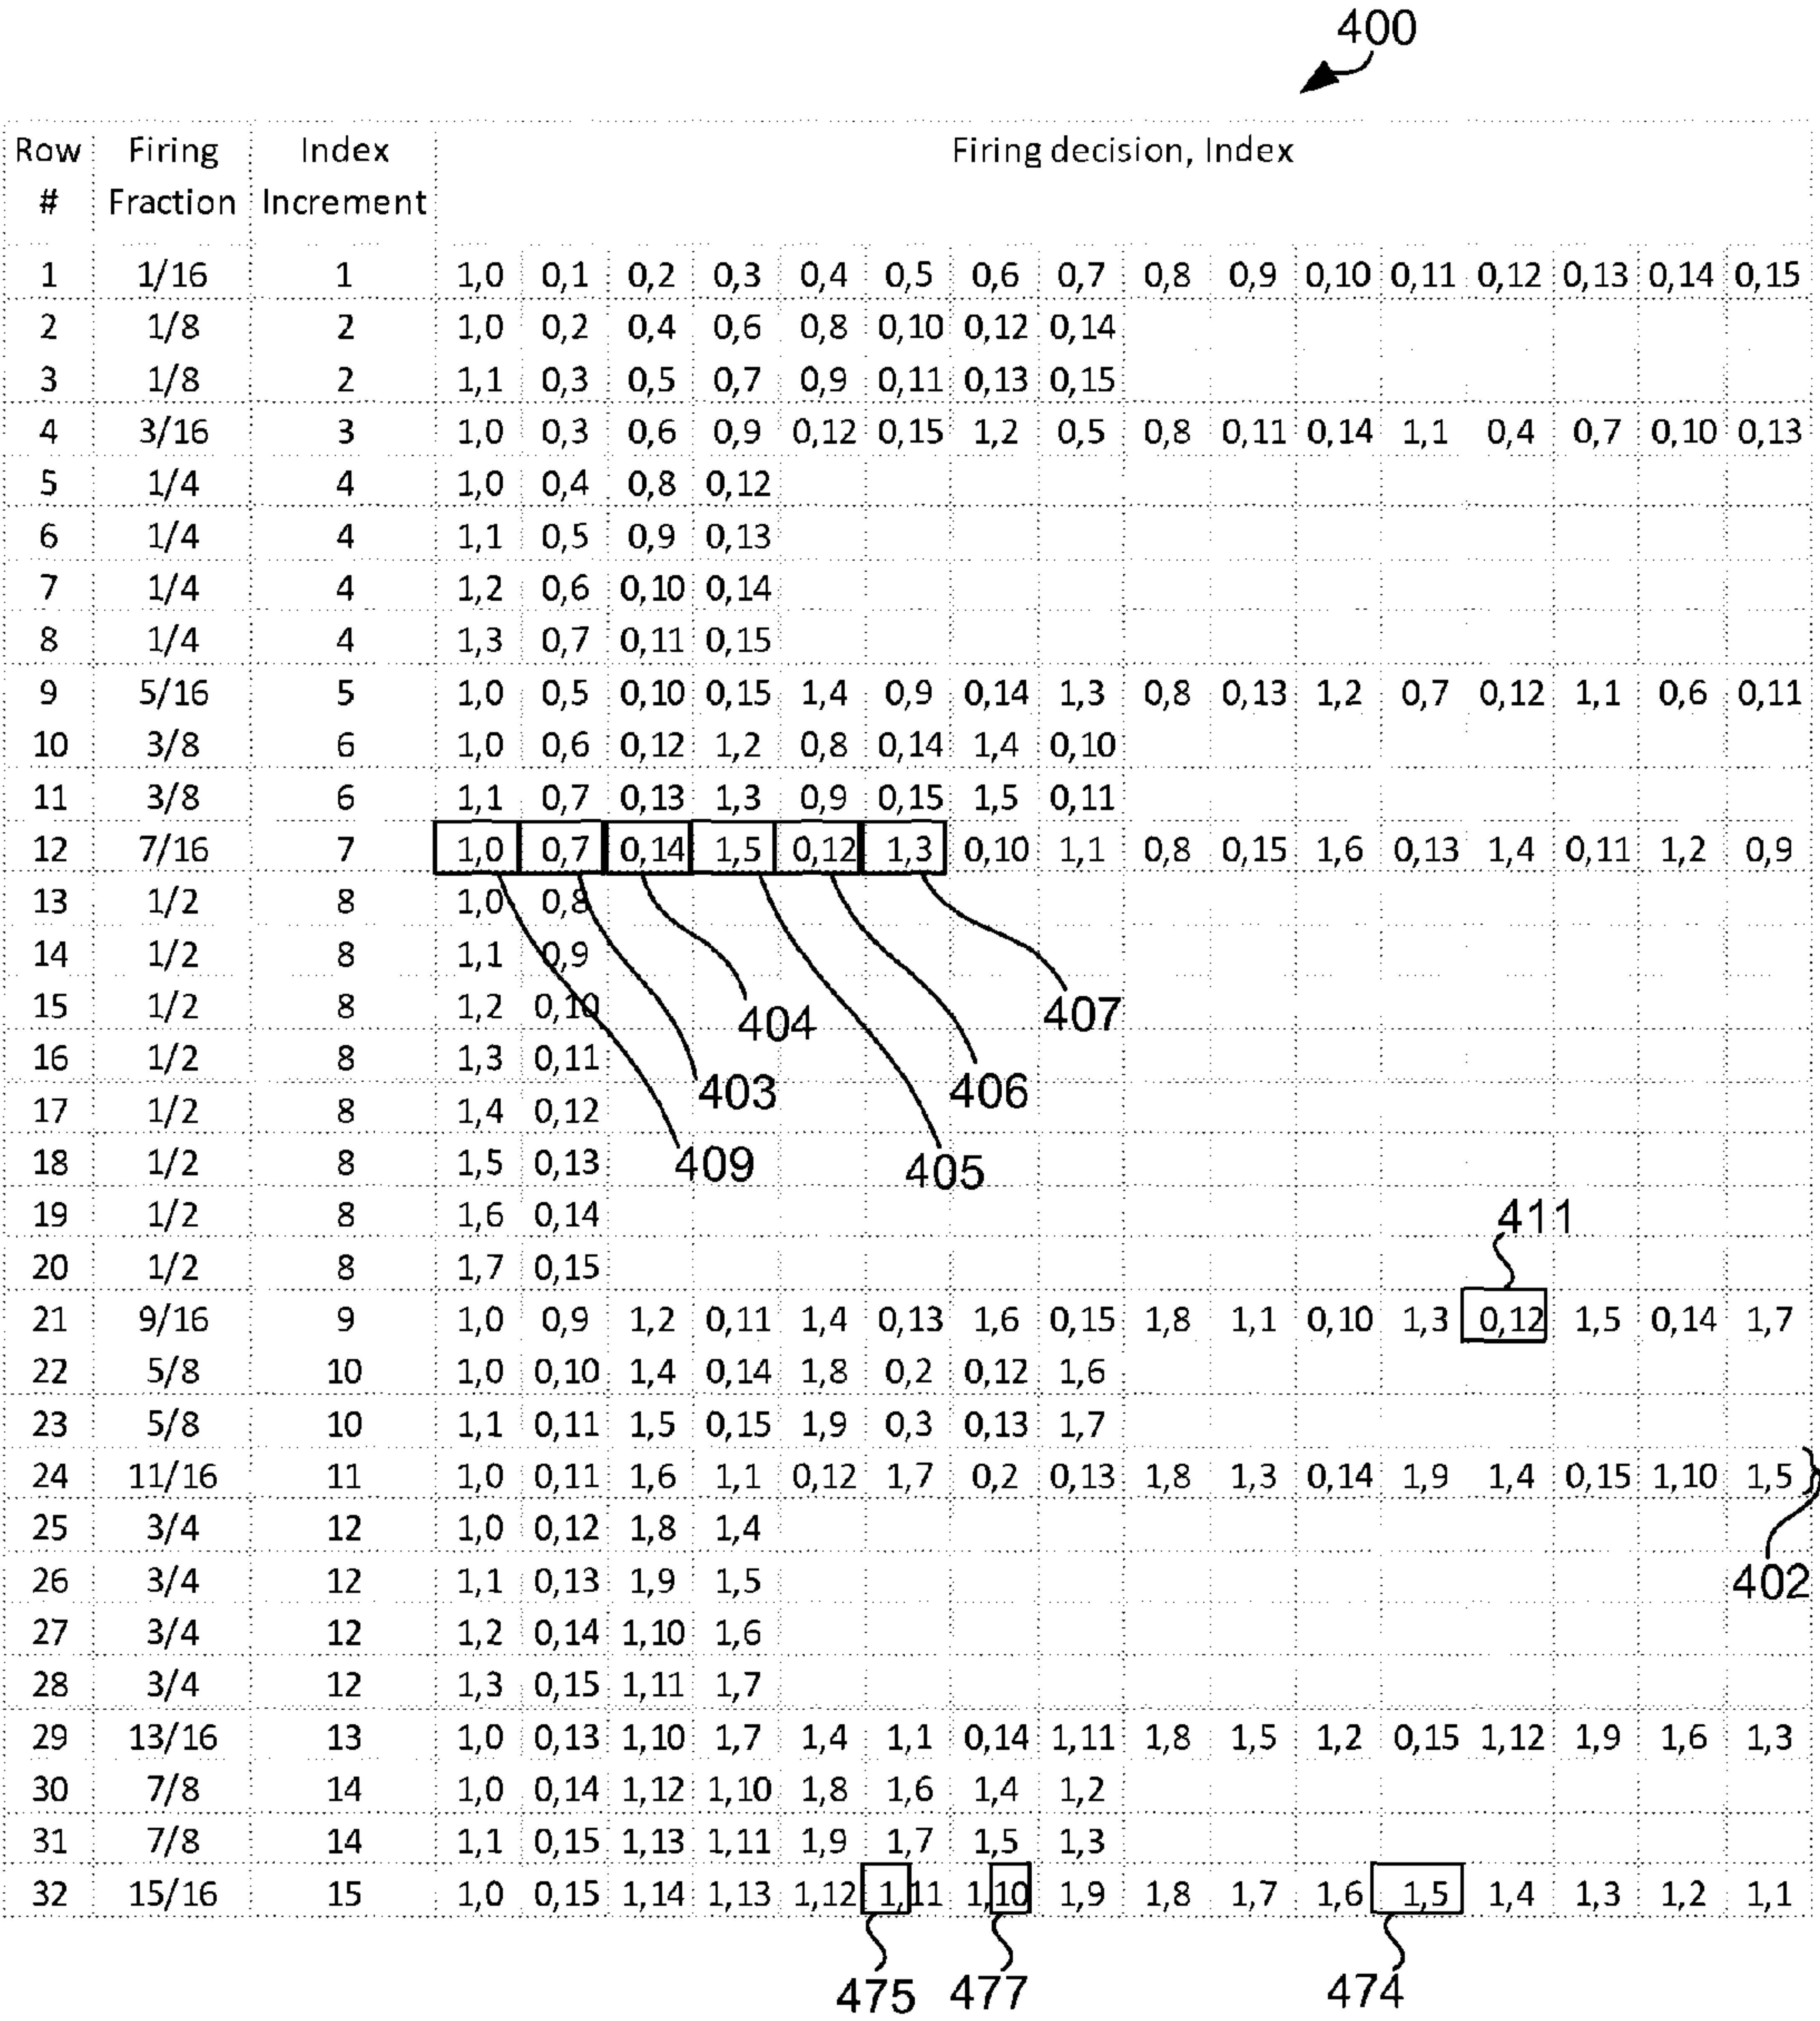 400
Row Firing Index Firing decision, Index
# Fraction Increment
1 1/16 1 1,0 0,1 0,2 0,3 0,4 0,5 0,6 0,7 0,8 0,9 0,10 0,11 0,12 0,13 0,14 0,15
2 1/8 2 1,0 0,2 0,4 0,6 0,8 0,10 0,12 0,14
3 1/8 2 1,1 0,3 0,5 0,7 0,9 0,11 0,13 0,15
4 3/16 3 1,0 0,3 0,6 0,9 0,12 0,15 1,2 0,5 0,8 0,11 0,14 1,1 0,4 0,7 0,10 0,13
5 1/4 4 1,0 0,4 0,8 0,12
6 1/4 4 1,1 0,5 0,9 0,13
7 1/4 4 1,2 0,6 0,10 0,14
8 1/4 4 1,3 0,7 0,11 0,15
9 5/16 5 1,0 0,5 0,10 0,15 1,4 0,9 0,14 1,3 0,8 0,13 1,2 0,7 0,12 1,1 0,6 0,11
10 3/8 6 1,0 0,6 0,12 1,2 0,8 0,14 1,4 0,10
11 3/8 6 1,1 0,7 0,13 1,3 0,9 0,15 1,5 0,11
12 7/16 7 1,0 0,7 0,14 1,5 0,12 1,3 0,10 1,1 0,8 0,15 1,6 0,13 1,4 0,11 1,2 0,9
13 1/2 8 1,0 0,8
14 1/2 8 1,1 0,9
15 1/2 8 1,2 0,10
404 407
16 1/2 8 1,3 0,11
403 406
17 1/2 8 1,4 0,12
18 1/2 8 1,5 0,13
409 405
19 1/2 8 1,6 0,14
411
20 1/2 8 1,7 0,15
21 9/16 9 1,0 0,9 1,2 0,11 1,4 0,13 1,6 0,15 1,8 1,1 0,10 1,3 0,12 1,5 0,14 1,7
22 5/8 10 1,0 0,10 1,4 0,14 1,8 0,2 0,12 1,6
23 5/8 10 1,1 0,11 1,5 0,15 1,9 0,3 0,13 1,7
24 11/16 11 1,0 0,11 1,6 1,1 0,12 1,7 0,2 0,13 1,8 1,3 0,14 1,9 1,4 0,15 1,10 1,5
25 3/4 12 1,0 0,12 1,8 1,4
26 3/4 12 1,1 0,13 1,9 1,5
402
27 3/4 12 1,2 0,14 1,10 1,6
28 3/4 12 1,3 0,15 1,11 1,7
29 13/16 13 1,0 0,13 1,10 1,7 1,4 1,1 0,14 1,11 1,8 1,5 1,2 0,15 1,12 1,9 1,6 1,3
30 7/8 14 1,0 0,14 1,12 1,10 1,8 1,6 1,4 1,2
31 7/8 14 1,1 0,15 1,13 1,11 1,9 1,7 1,5 1,3
32 15/16 15 1,0 0,15 1,14 1,13 1,12 1,11 1,10 1,9 1,8 1,7 1,6 1,5 1,4 1,3 1,2 1,1
475 477 474